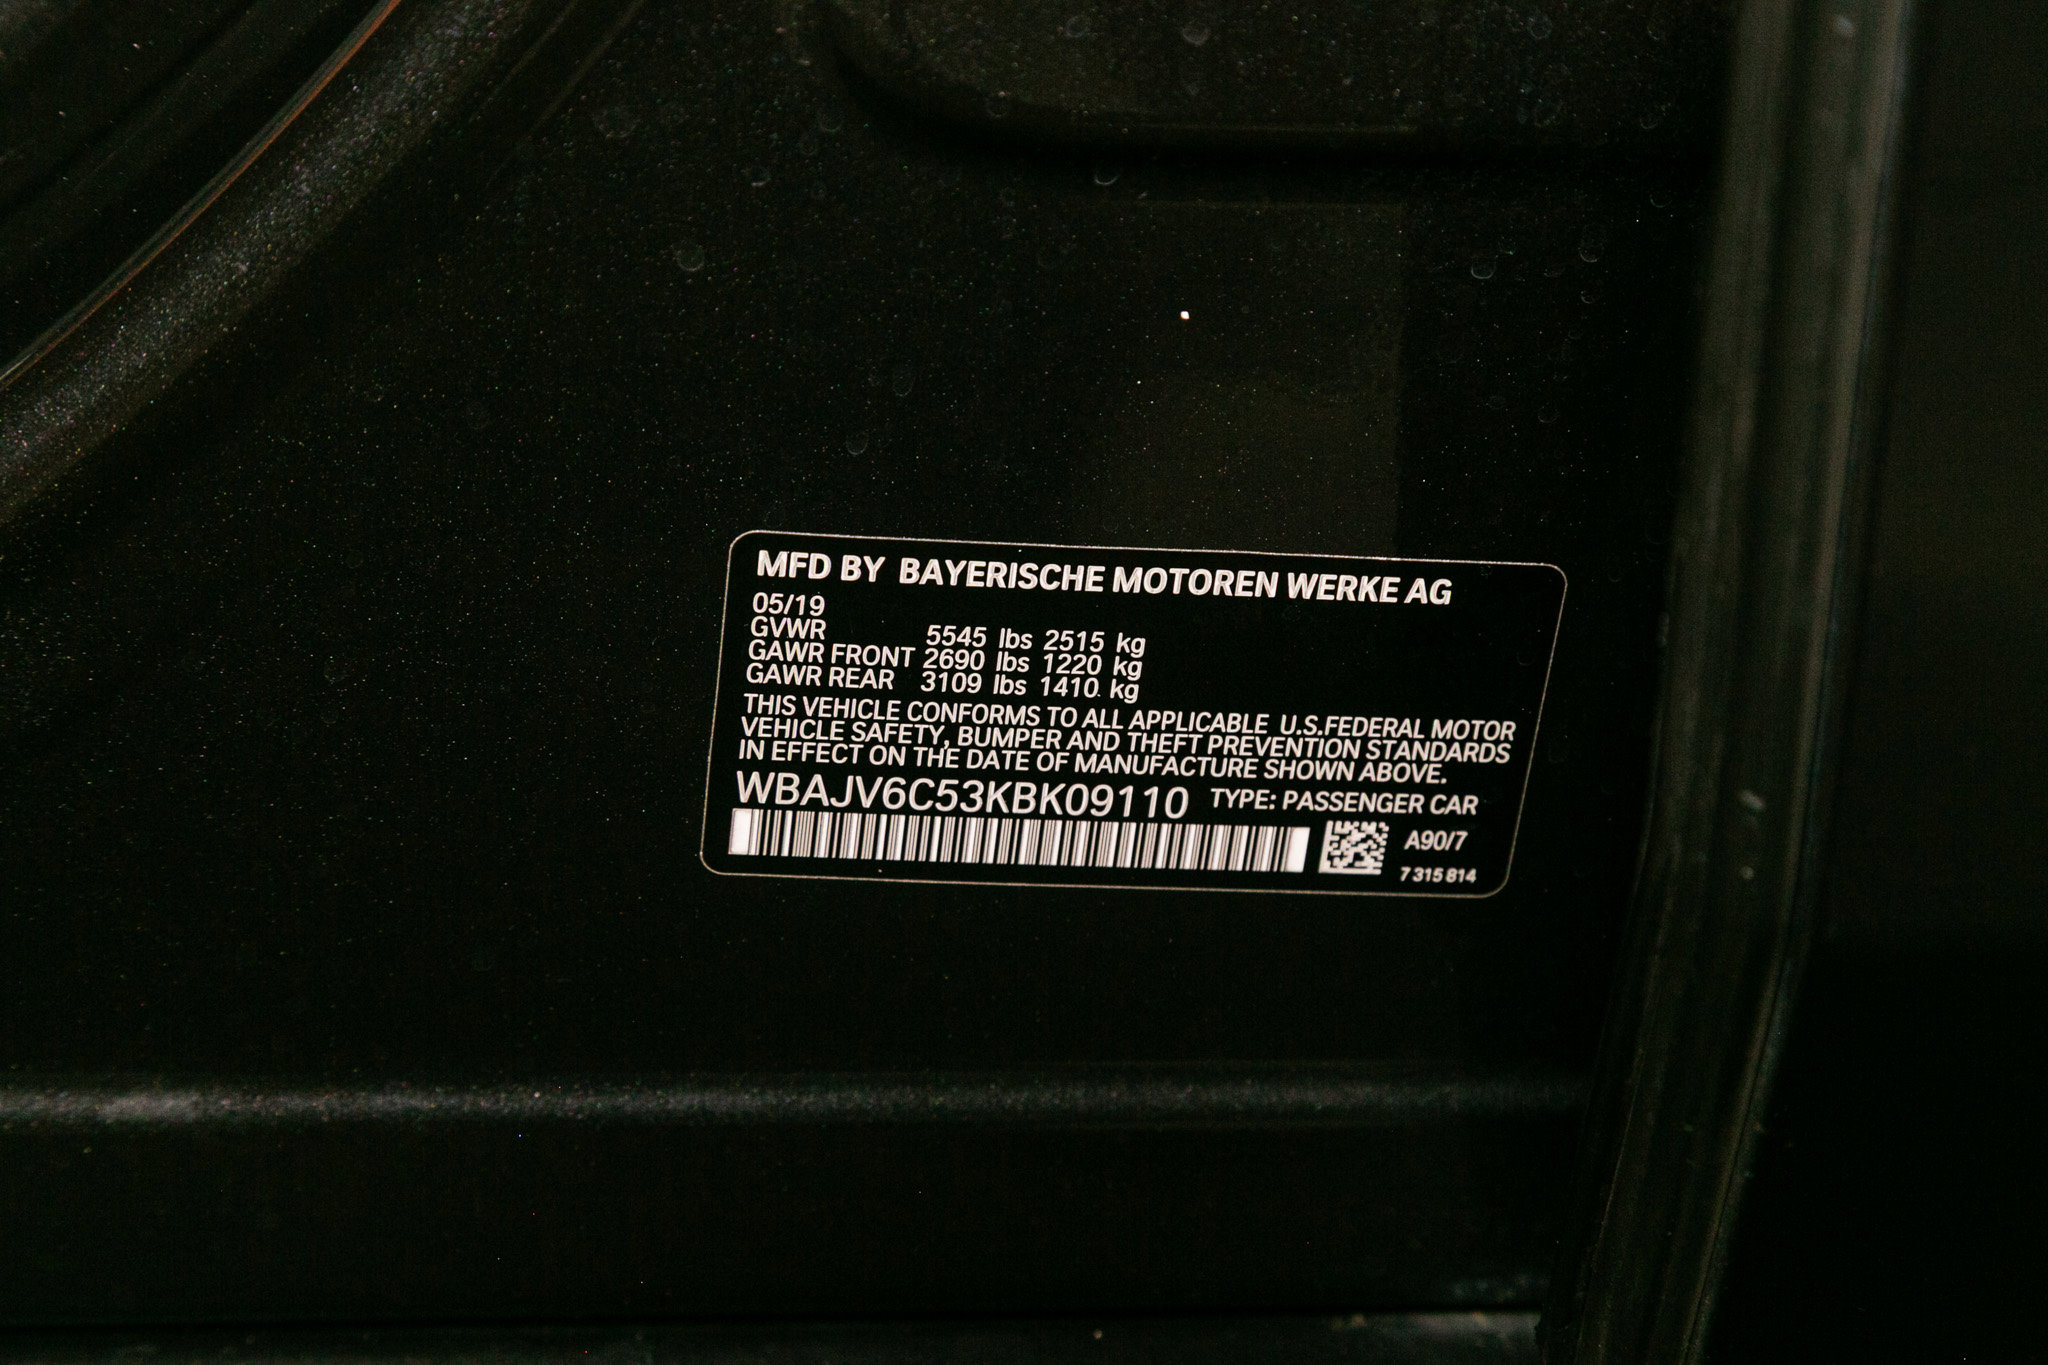 MFD BY BAYERISCHE MOTOREN WERKE AG
05/19
GVWR 5545 lbs 2515 kg
GAWR FRONT 2690 lbs 1220 kg
GAWR REAR 3109 lbs 1410 kg
THIS VEHICLE CONFORMS TO ALL APPLICABLE U.S.FEDERAL MOTOR
VEHICLE SAFETY, BUMPER AND THEFT PREVENTION STANDARDS
IN EFFECT ON THE DATE OF MANUFACTURE SHOWN ABOVE.
WBAJV6C53KBK09110 TYPE: PASSENGER CAR
A90/7
7 315 814